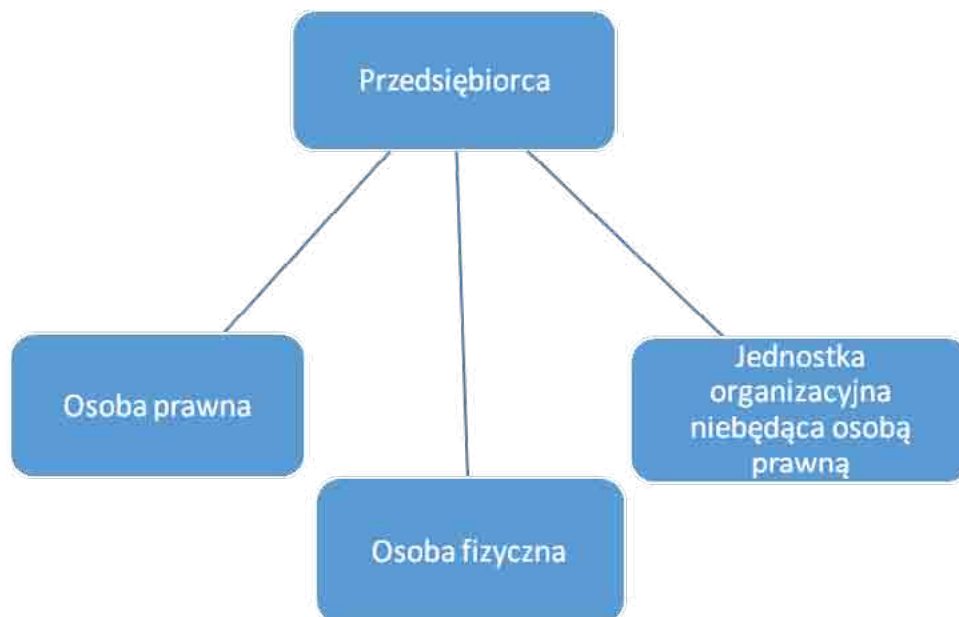 Przedsiębiorca
Osoba prawna
Jednostka
organizacyjna
niebędąca osobą
prawną
Osoba fizyczna